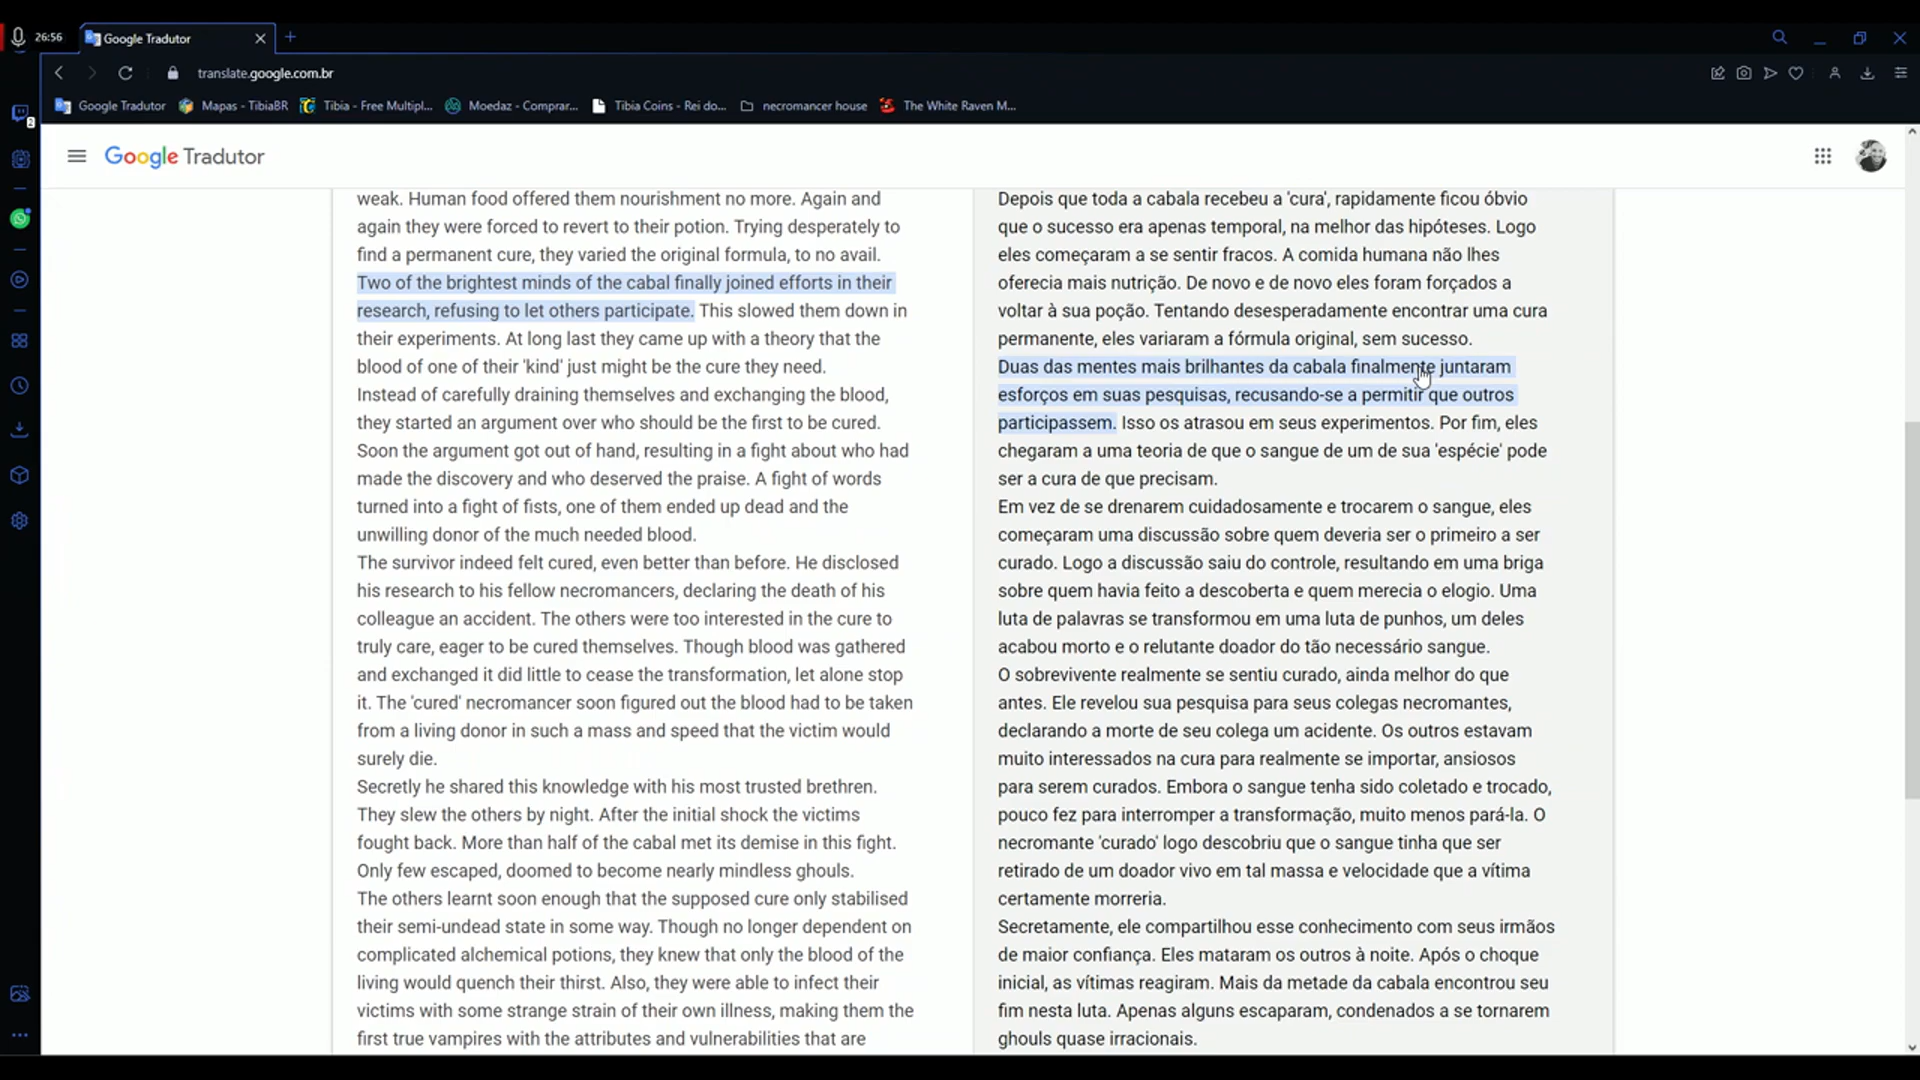 26:56
Google Tradutor
translate.google.com.br
Google Tradutor
Mapas - TibiaBR
Tibia - Free Multipl...
Moedaz - Comprar...
Tibia Coins - Rei do...
necromancer house
The White Raven M...
2
Google Tradutor
weak. Human food offered them nourishment no more. Again and
again they were forced to revert to their potion. Trying desperately to
find a permanent cure, they varied the original formula, to no avail.
Two of the brightest minds of the cabal finally joined efforts in their
research, refusing to let others participate. This slowed them down in
their experiments. At long last they came up with a theory that the
blood of one of their 'kind' just might be the cure they need.
Instead of carefully draining themselves and exchanging the blood,
they started an argument over who should be the first to be cured.
Soon the argument got out of hand, resulting in a fight about who had
made the discovery and who deserved the praise. A fight of words
turned into a fight of fists, one of them ended up dead and the
unwilling donor of the much needed blood.
The survivor indeed felt cured, even better than before. He disclosed
his research to his fellow necromancers, declaring the death of his
colleague an accident. The others were too interested in the cure to
truly care, eager to be cured themselves. Though blood was gathered
and exchanged it did little to cease the transformation, let alone stop
it. The 'cured' necromancer soon figured out the blood had to be taken
from a living donor in such a mass and speed that the victim would
surely die.
Secretly he shared this knowledge with his most trusted brethren.
They slew the others by night. After the initial shock the victims
fought back. More than half of the cabal met its demise in this fight.
Only few escaped, doomed to become nearly mindless ghouls.
The others learnt soon enough that the supposed cure only stabilised
their semi-undead state in some way. Though no longer dependent on
complicated alchemical potions, they knew that only the blood of the
living would quench their thirst. Also, they were able to infect their
victims with some strange strain of their own illness, making them the
first true vampires with the attributes and vulnerabilities that are
Depois que toda a cabala recebeu a 'cura', rapidamente ficou óbvio
que o sucesso era apenas temporal, na melhor das hipóteses. Logo
eles começaram a se sentir fracos. A comida humana não lhes
oferecia mais nutrição. De novo e de novo eles foram forçados a
voltar à sua poção. Tentando desesperadamente encontrar uma cura
permanente, eles variaram a fórmula original, sem sucesso.
Duas das mentes mais brilhantes da cabala finalmente juntaram
esforços em suas pesquisas, recusando-se a permitir que outros
participassem. Isso os atrasou em seus experimentos. Por fim, eles
chegaram a uma teoria de que o sangue de um de sua 'espécie' pode
ser a cura de que precisam.
Em vez de se drenarem cuidadosamente e trocarem o sangue, eles
começaram uma discussão sobre quem deveria ser o primeiro a ser
curado. Logo a discussão saiu do controle, resultando em uma briga
sobre quem havia feito a descoberta e quem merecia o elogio. Uma
luta de palavras se transformou em uma luta de punhos, um deles
acabou morto e o relutante doador do tão necessário sangue.
O sobrevivente realmente se sentiu curado, ainda melhor do que
antes. Ele revelou sua pesquisa para seus colegas necromantes,
declarando a morte de seu colega um acidente. Os outros estavam
muito interessados na cura para realmente se importar, ansiosos
para serem curados. Embora o sangue tenha sido coletado e trocado,
pouco fez para interromper a transformação, muito menos pará-la. O
necromante 'curado' logo descobriu que o sangue tinha que ser
retirado de um doador vivo em tal massa e velocidade que a vítima
certamente morreria.
Secretamente, ele compartilhou esse conhecimento com seus irmãos
de maior confiança. Eles mataram os outros à noite. Após o choque
inicial, as vítimas reagiram. Mais da metade da cabala encontrou seu
fim nesta luta. Apenas alguns escaparam, condenados a se tornarem
ghouls quase irracionais.